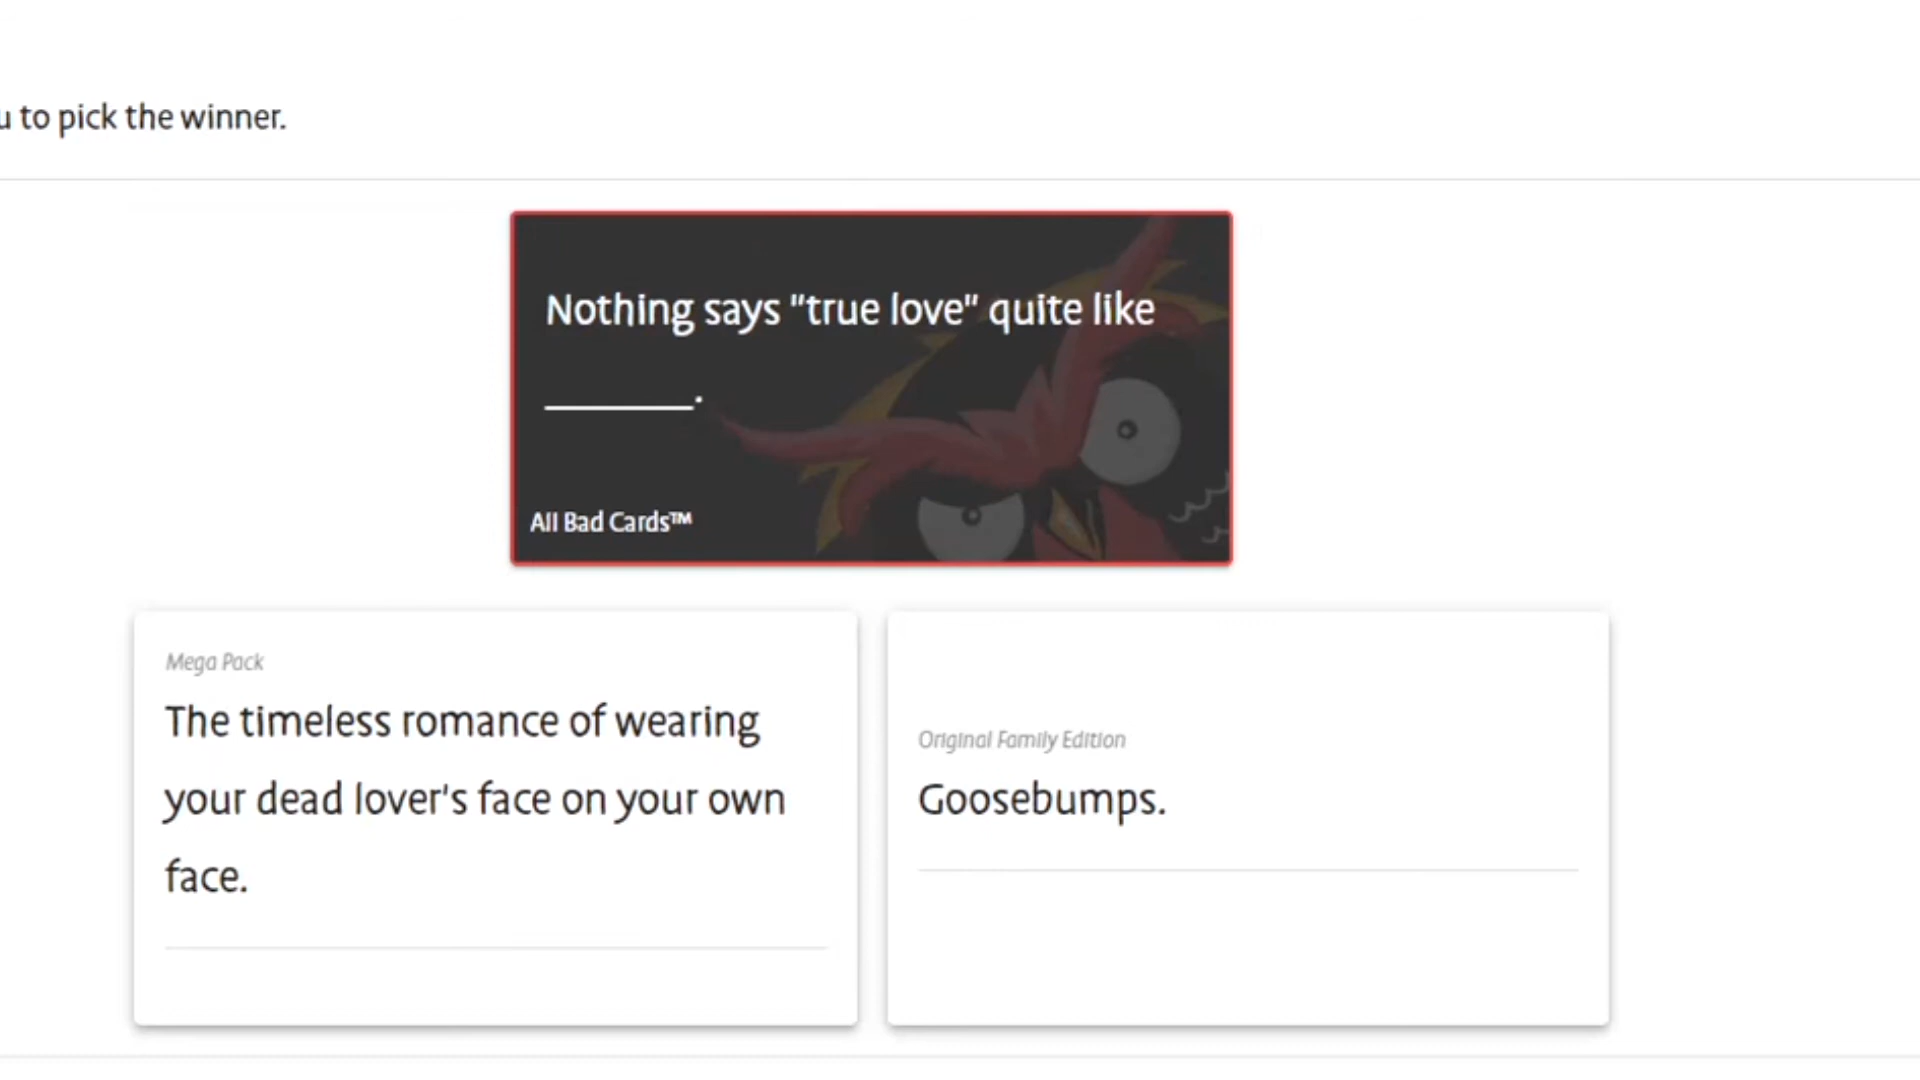 to pick the winner.
Nothing says "true love" quite like
________.
All Bad Cards™
Mega Pack
The timeless romance of wearing
your dead lover's face on your own
face.
Original Family Edition
Goosebumps.